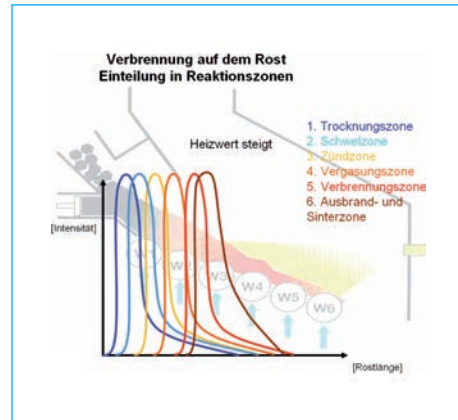 Verbrennung auf dem Rost
Einteilung in Reaktionszonen
Heizwert steigt
1. Trocknungszone
2. Schwelzone
3. Zündzone
4. Vergasungszone
5. Verbrennungszone
6. Ausbrand- und
Sinterzone
[Intensität]
W1
W2
W3
W4
W5
W6
[Rostlänge]